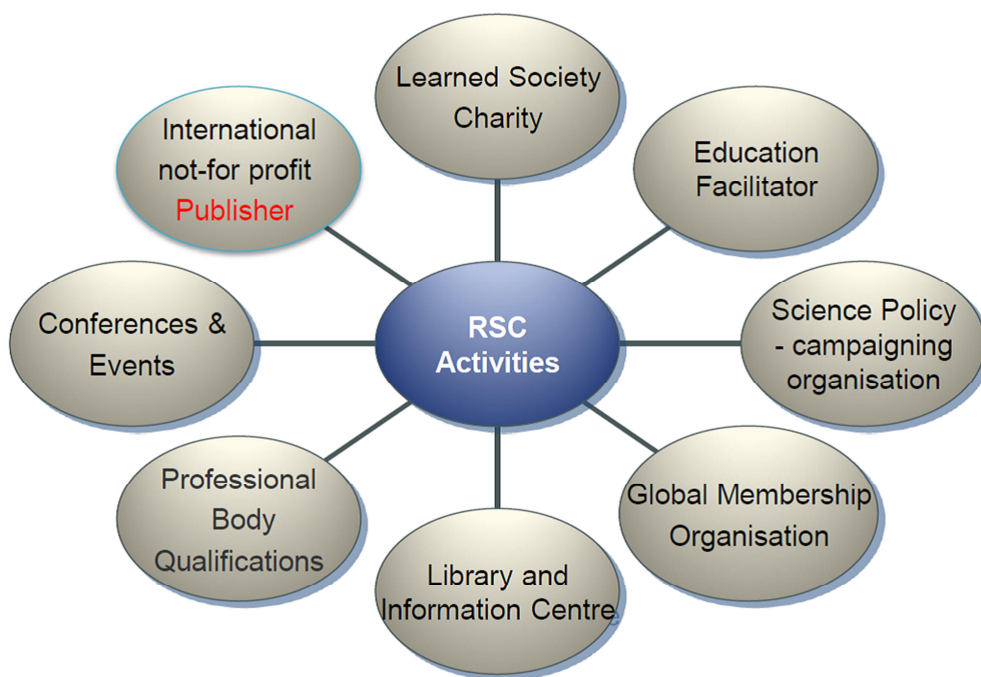 Learned Society
Charity
Education
Facilitator
Science Policy
- campaigning
organisation
Global Membership
Organisation
Library and
Information Centre
Professional
Body
Qualifications
Conferences &
Events
International
not-for profit
Publisher
RSC
Activities